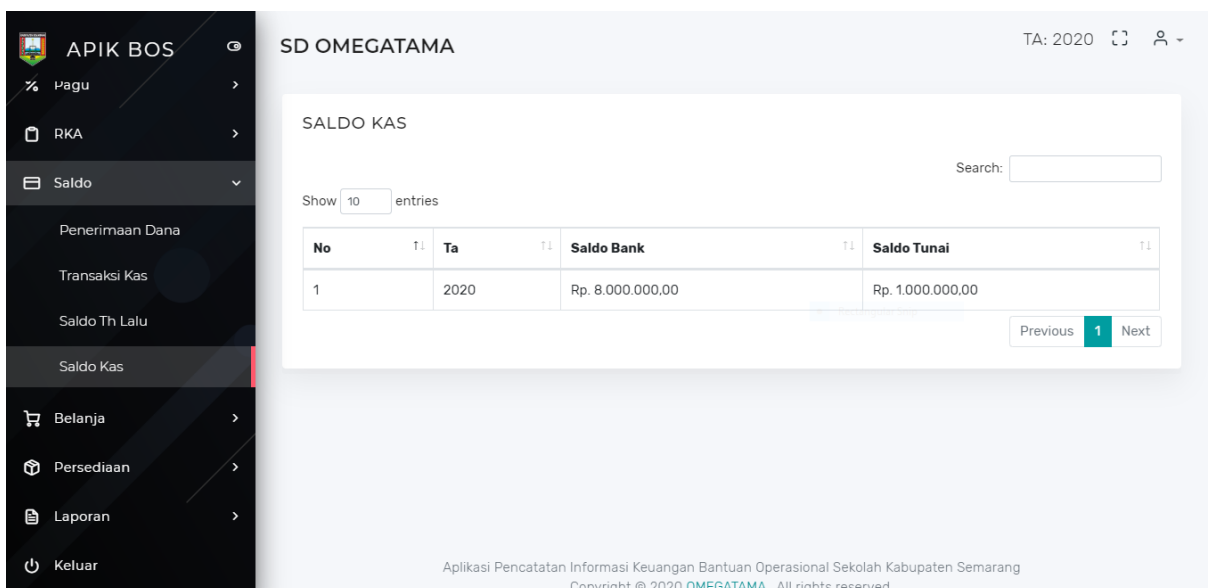 APIK BOS
Pagu
RKA
Saldo
Penerimaan Dana
Transaksi Kas
Saldo Th Lalu
Saldo Kas
Belanja
Persediaan
Laporan
Keluar
SD OMEGATAMA
TA: 2020
SALDO KAS
Search:
Show 10 entries
No Ta Saldo Bank Saldo Tunai
1 2020 Rp. 8.000.000,00 Rp. 1.000.000,00
Previous 1 Next
Aplikasi Pencatatan Informasi Keuangan Bantuan Operasional Sekolah Kabupaten Semarang
Copyright © 2020 OMEGATAMA , All rights reserved